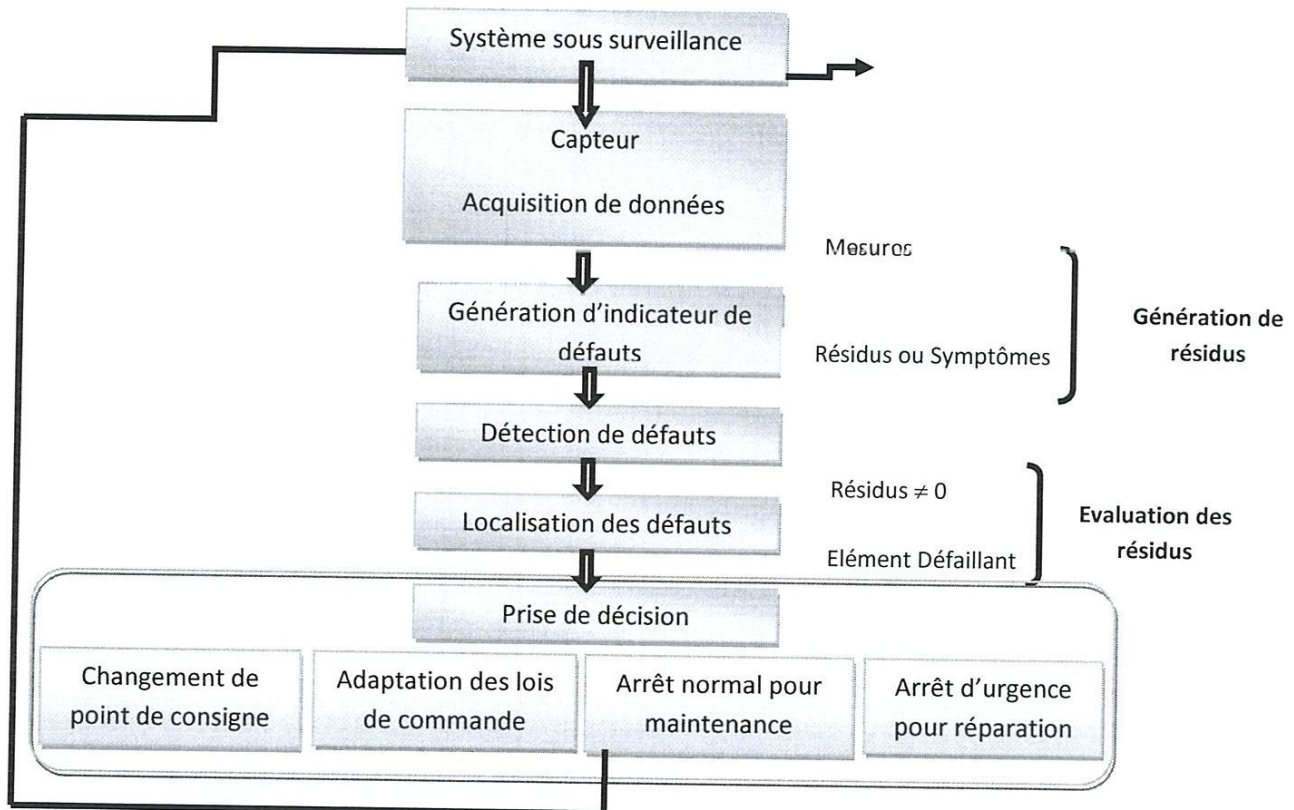 Système sous surveillance
Capteur
Acquisition de données
Mesures
Génération d'indicateur de
défauts
Résidus ou Symptômes
Génération de
résidus
Détection de défauts
Résidus ≠ 0
Localisation des défauts
Elément Défaillant
Evaluation des
résidus
Prise de décision
Changement de
point de consigne
Adaptation des lois
de commande
Arrêt normal pour
maintenance
Arrêt d'urgence
pour réparation